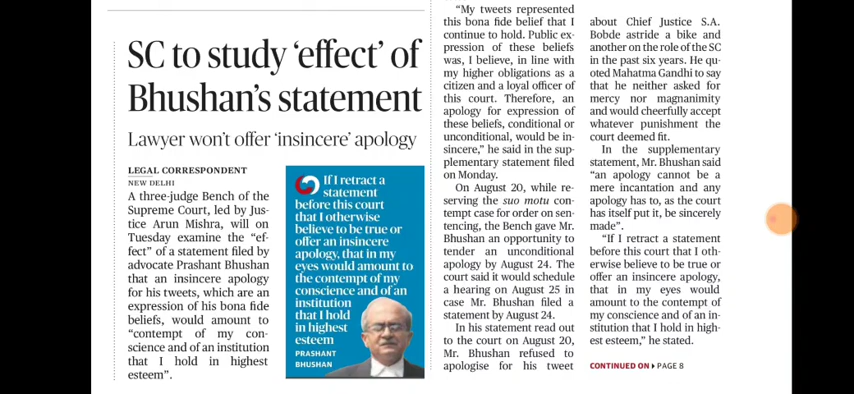 SC to study ‘effect’ of
Bhushan’s statement
Lawyer won’t offer ‘insincere’ apology
LEGAL CORRESPONDENT
NEW DELHI
A three-judge Bench of the
Supreme Court, led by Jus-
tice Arun Mishra, will on
Tuesday examine the “ef-
fect” of a statement filed by
advocate Prashant Bhushan
that an insincere apology
for his tweets, which are an
expression of his bona fide
beliefs, would amount to
“contempt of my con-
science and of an institution
that I hold in highest
esteem”.
If I retract a
statement
before this court
that I otherwise
believe to be true or
offer an insincere
apology, that in my
eyes would amount to
the contempt of my
conscience and of an
institution
that I hold
in highest
esteem
PRASHANT
BHUSHAN
“My tweets represented
this bona fide belief that I
continue to hold. Public ex-
pression of these beliefs
was, I believe, in line with
my higher obligations as a
citizen and a loyal officer of
this court. Therefore, an
apology for expression of
these beliefs, conditional or
unconditional, would be in-
sincere,” he said in the sup-
plementary statement filed
on Monday.
On August 20, while re-
serving the suo motu con-
tempt case for order on sen-
tencing, the Bench gave Mr.
Bhushan an opportunity to
tender an unconditional
apology by August 24. The
court said it would schedule
a hearing on August 25 in
case Mr. Bhushan filed a
statement by August 24.
In his statement read out
to the court on August 20,
Mr. Bhushan refused to
apologise for his tweet
about Chief Justice S.A.
Bobde astride a bike and
another on the role of the SC
in the past six years. He qu-
oted Mahatma Gandhi to say
that he neither asked for
mercy nor magnanimity
and would cheerfully accept
whatever punishment the
court deemed fit.
In the supplementary
statement, Mr. Bhushan said
“an apology cannot be a
mere incantation and any
apology has to, as the court
has itself put it, be sincerely
made”.
“If I retract a statement
before this court that I oth-
erwise believe to be true or
offer an insincere apology,
that in my eyes would
amount to the contempt of
my conscience and of an in-
stitution that I hold in high-
est esteem,” he stated.
CONTINUED ON ▸ PAGE 8